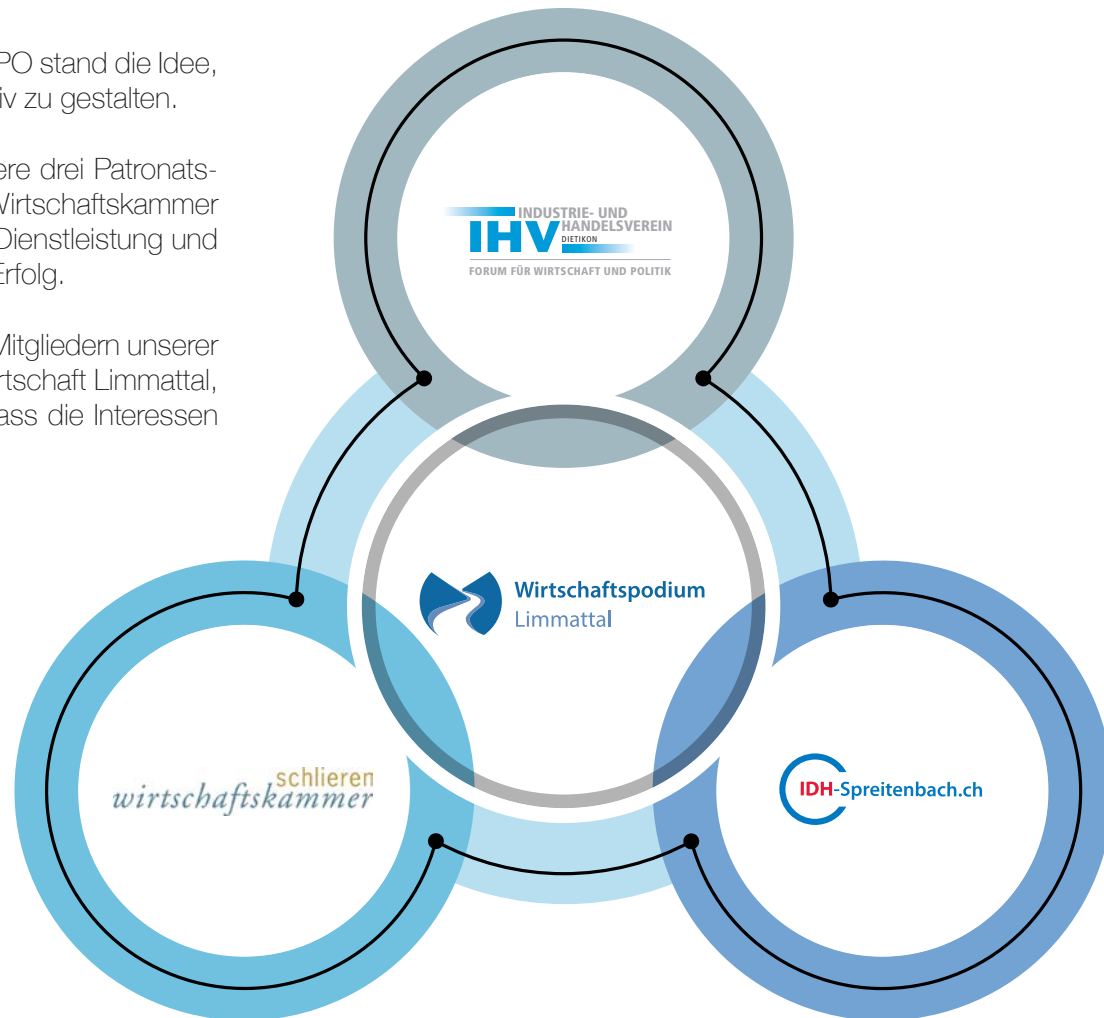 PO stand die Idee,
iv zu gestalten.
ere drei Patronats-
Wirtschaftskammer
Dienstleistung und
Erfolg.
Mitgliedern unserer
rtschaft Limmattal,
ass die Interessen
INDUSTRIE- UND
IHV HANDELSVEREIN
DIETIKON
FORUM FÜR WIRTSCHAFT UND POLITIK
Wirtschaftspodium
Limmattal
schlieren
wirtschaftskammer
IDH-Spreitenbach.ch